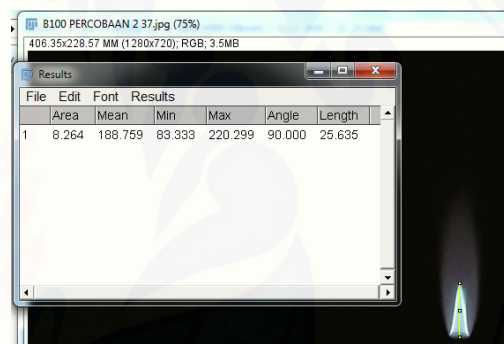 B100 PERCOBAAN 2 37.jpg (75%)
406.35x228.57 MM (1280x720); RGB; 3.5MB
Results
File Edit Font Results
Area Mean Min Max Angle Length
1 8.264 188.759 83.333 220.299 90.000 25.635